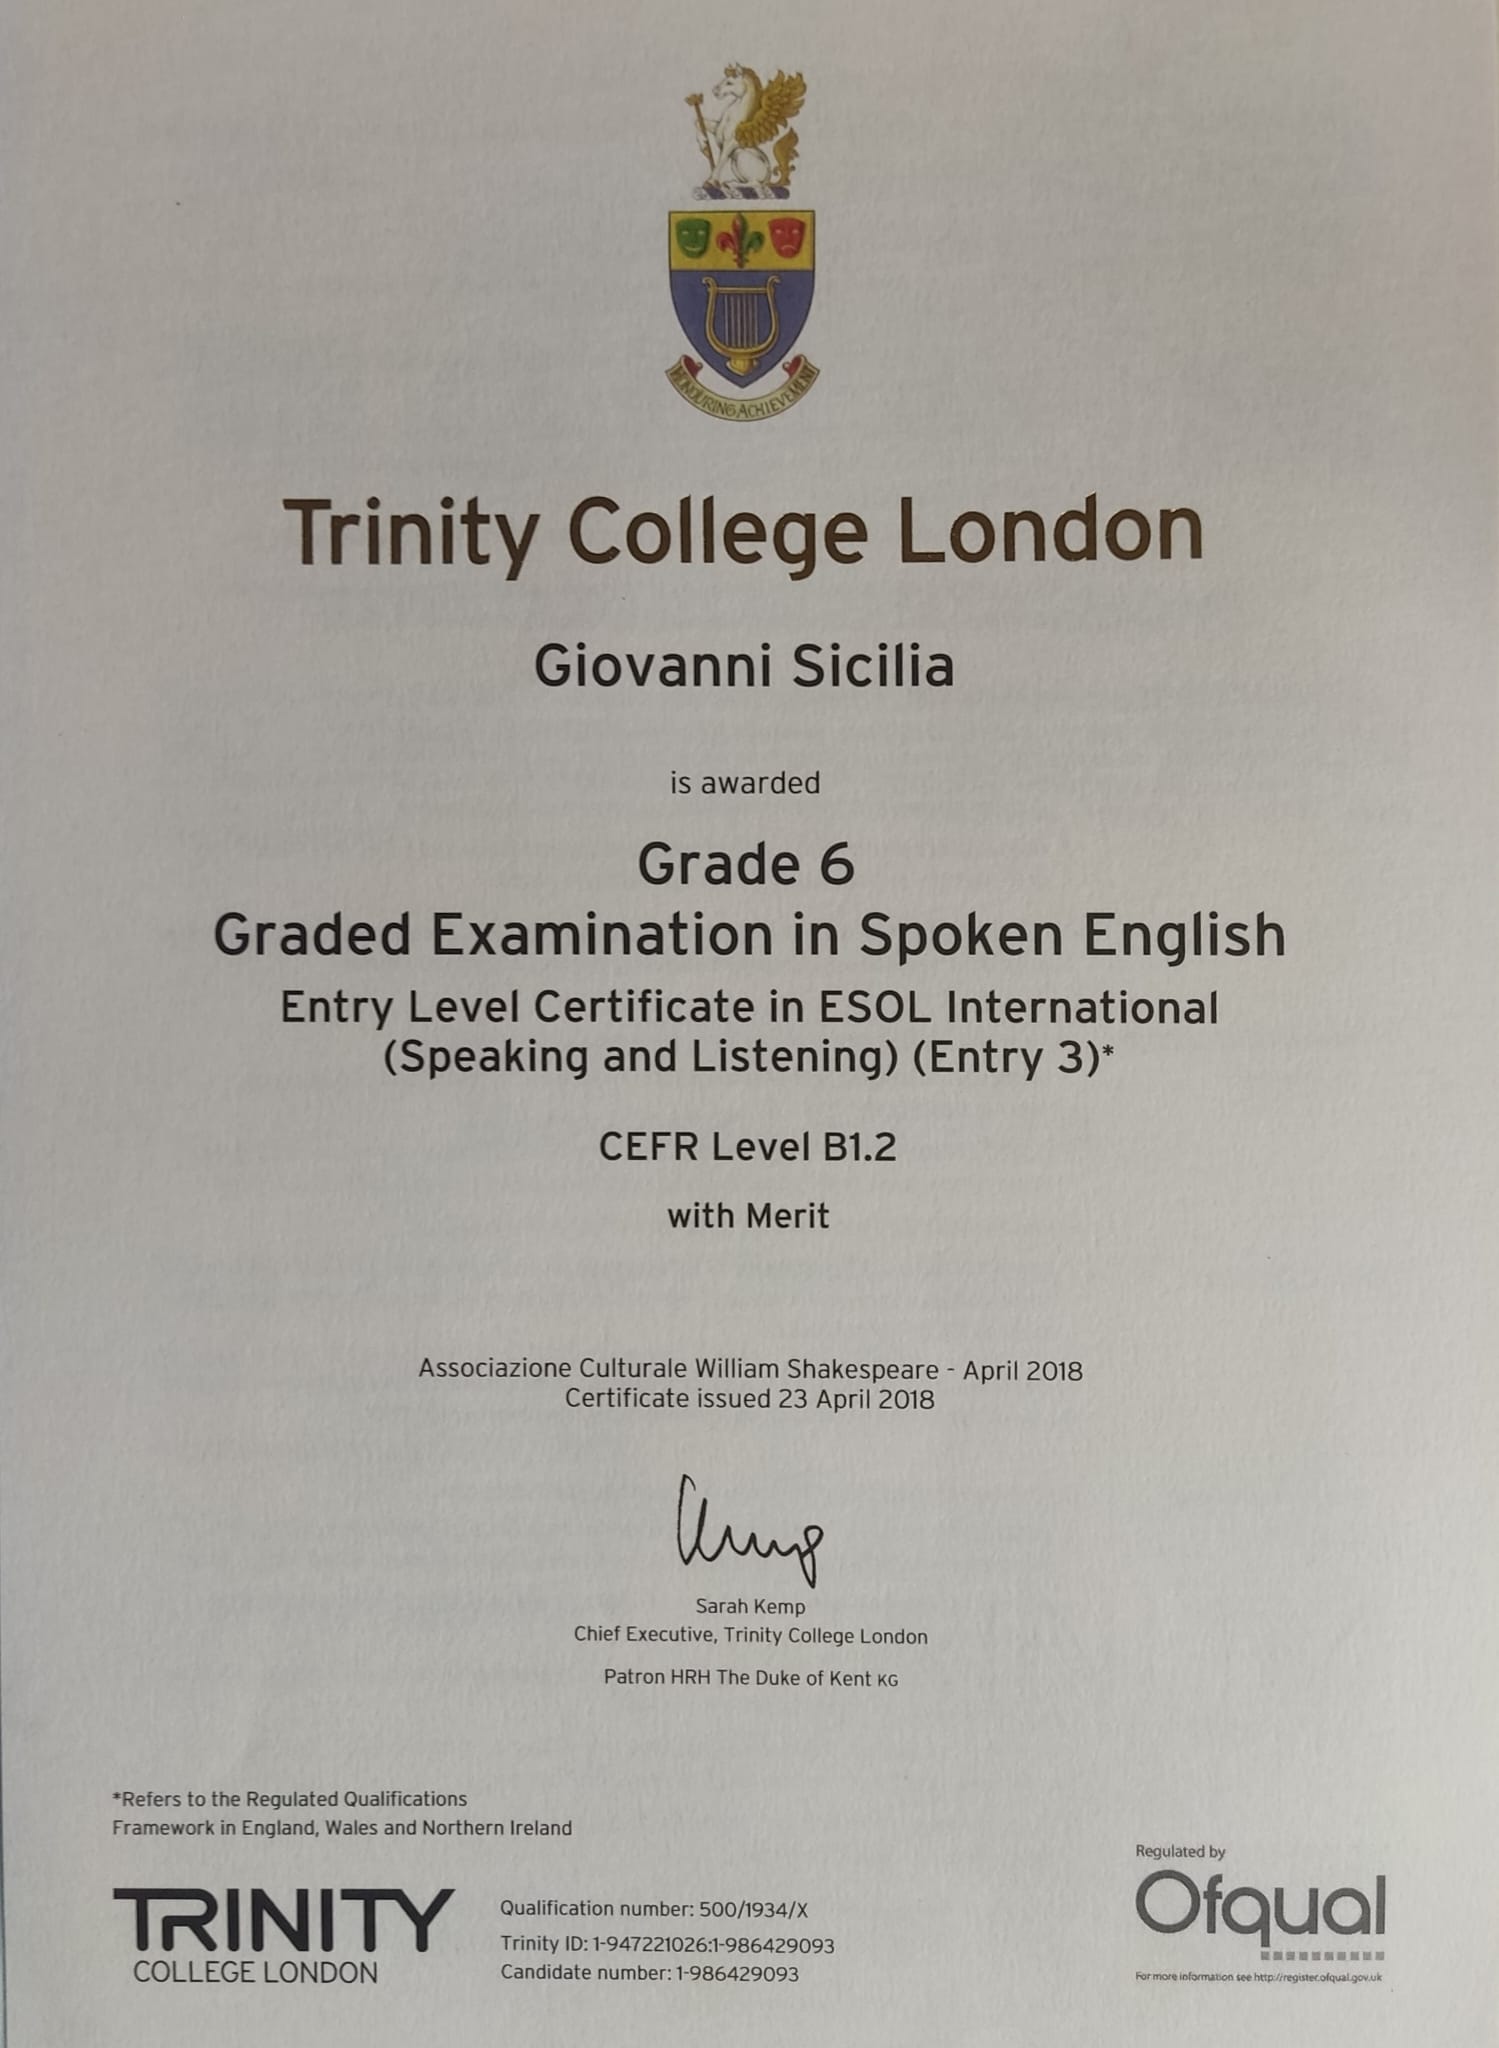 HONOURING ACHIEVEMENT
Trinity College London
Giovanni Sicilia
is awarded
Grade 6
Graded Examination in Spoken English
Entry Level Certificate in ESOL International
(Speaking and Listening) (Entry 3)*
CEFR Level B1.2
with Merit
Associazione Culturale William Shakespeare - April 2018
Certificate issued 23 April 2018
Sarah Kemp
Chief Executive, Trinity College London
Patron HRH The Duke of Kent KG
*Refers to the Regulated Qualifications
Framework in England, Wales and Northern Ireland
TRINITY
COLLEGE LONDON
Qualification number: 500/1934/X
Trinity ID: 1-947221026:1-986429093
Candidate number: 1-986429093
Regulated by
Ofqual
For more information see http://register.ofqual.gov.uk